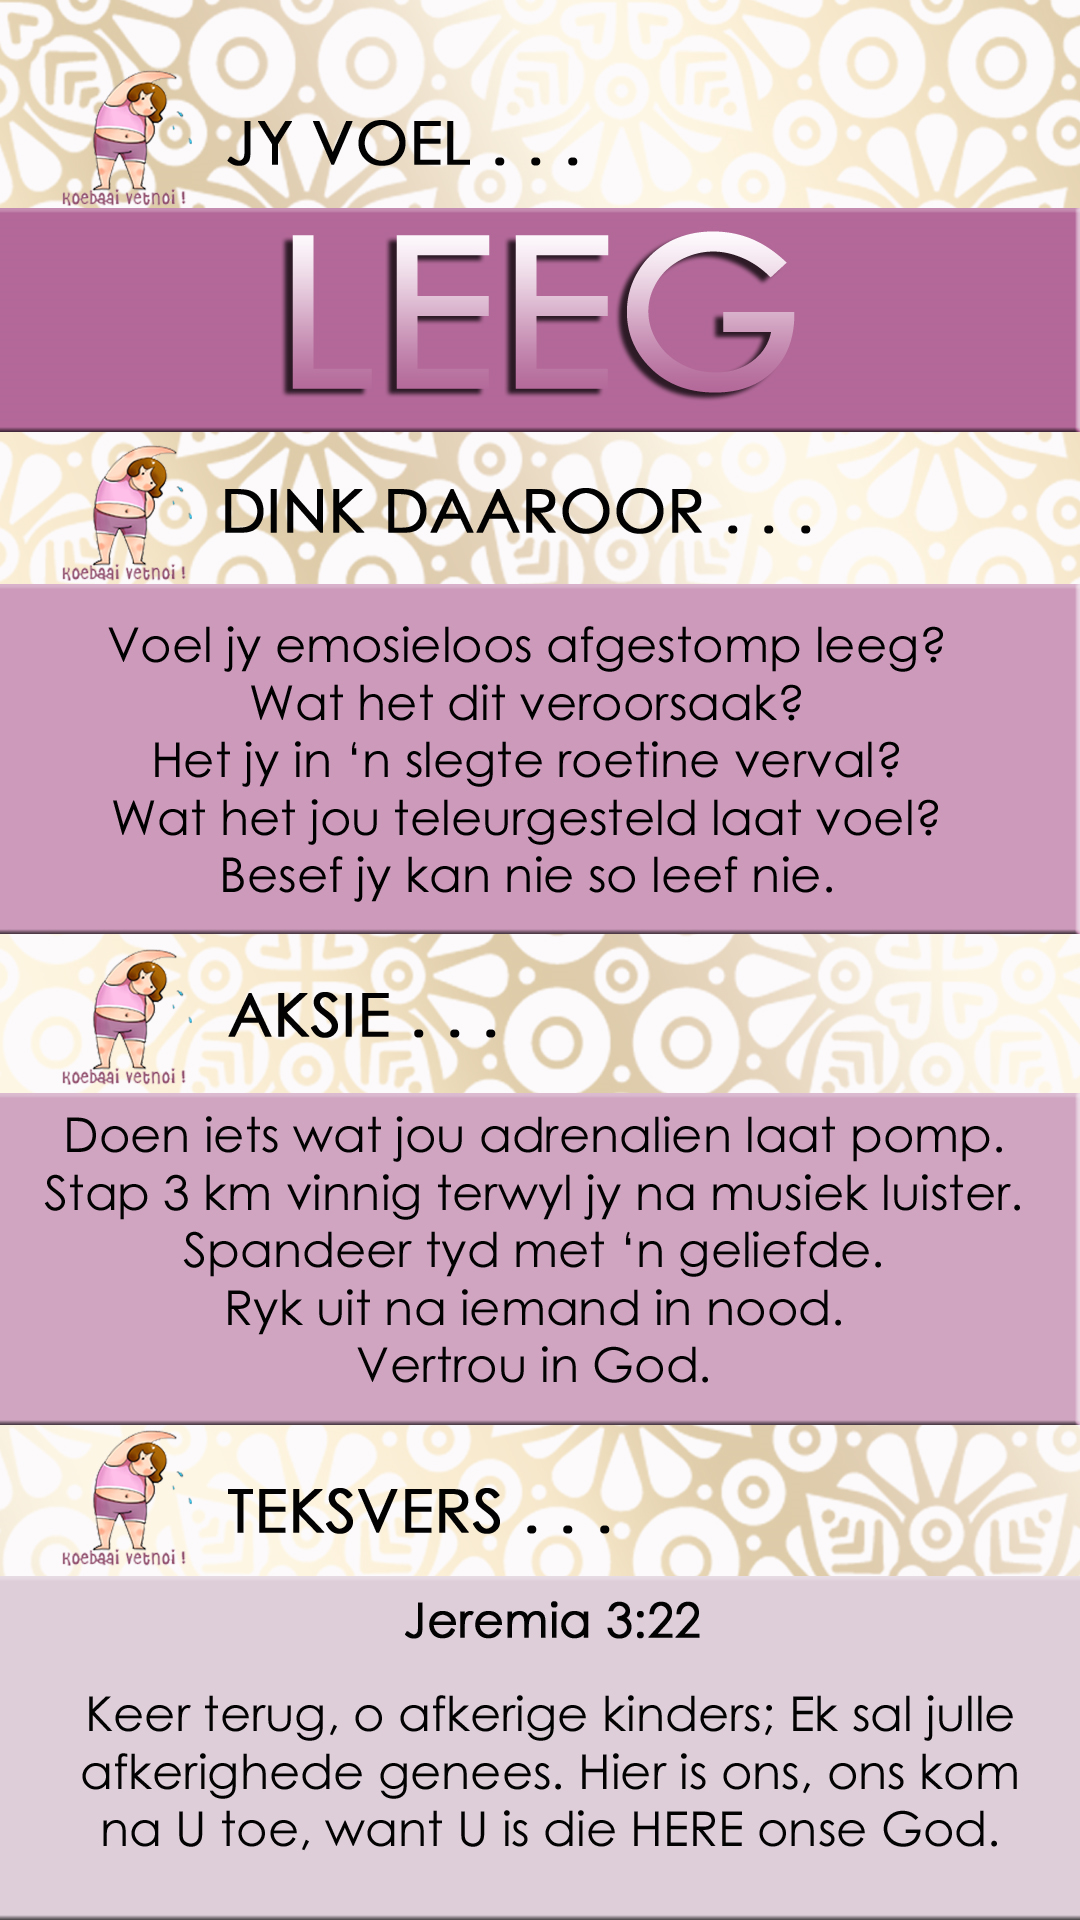 JY VOEL . . .
Koebaai vetnoi !
LEEG
DINK DAAROOR . . .
Koebaai vetnoi !
Voel jy emosieloos afgestomp leeg?
Wat het dit veroorsaak?
Het jy in ‘n slegte roetine verval?
Wat het jou teleurgesteld laat voel?
Besef jy kan nie so leef nie.
AKSIE . . .
Koebaai vetnoi !
Doen iets wat jou adrenalien laat pomp.
Stap 3 km vinnig terwyl jy na musiek luister.
Spandeer tyd met ‘n geliefde.
Ryk uit na iemand in nood.
Vertrou in God.
TEKSVERS . . .
Koebaai vetnoi !
Jeremia 3:22
Keer terug, o afkerige kinders; Ek sal julle
afkerighede genees. Hier is ons, ons kom
na U toe, want U is die HERE onse God.